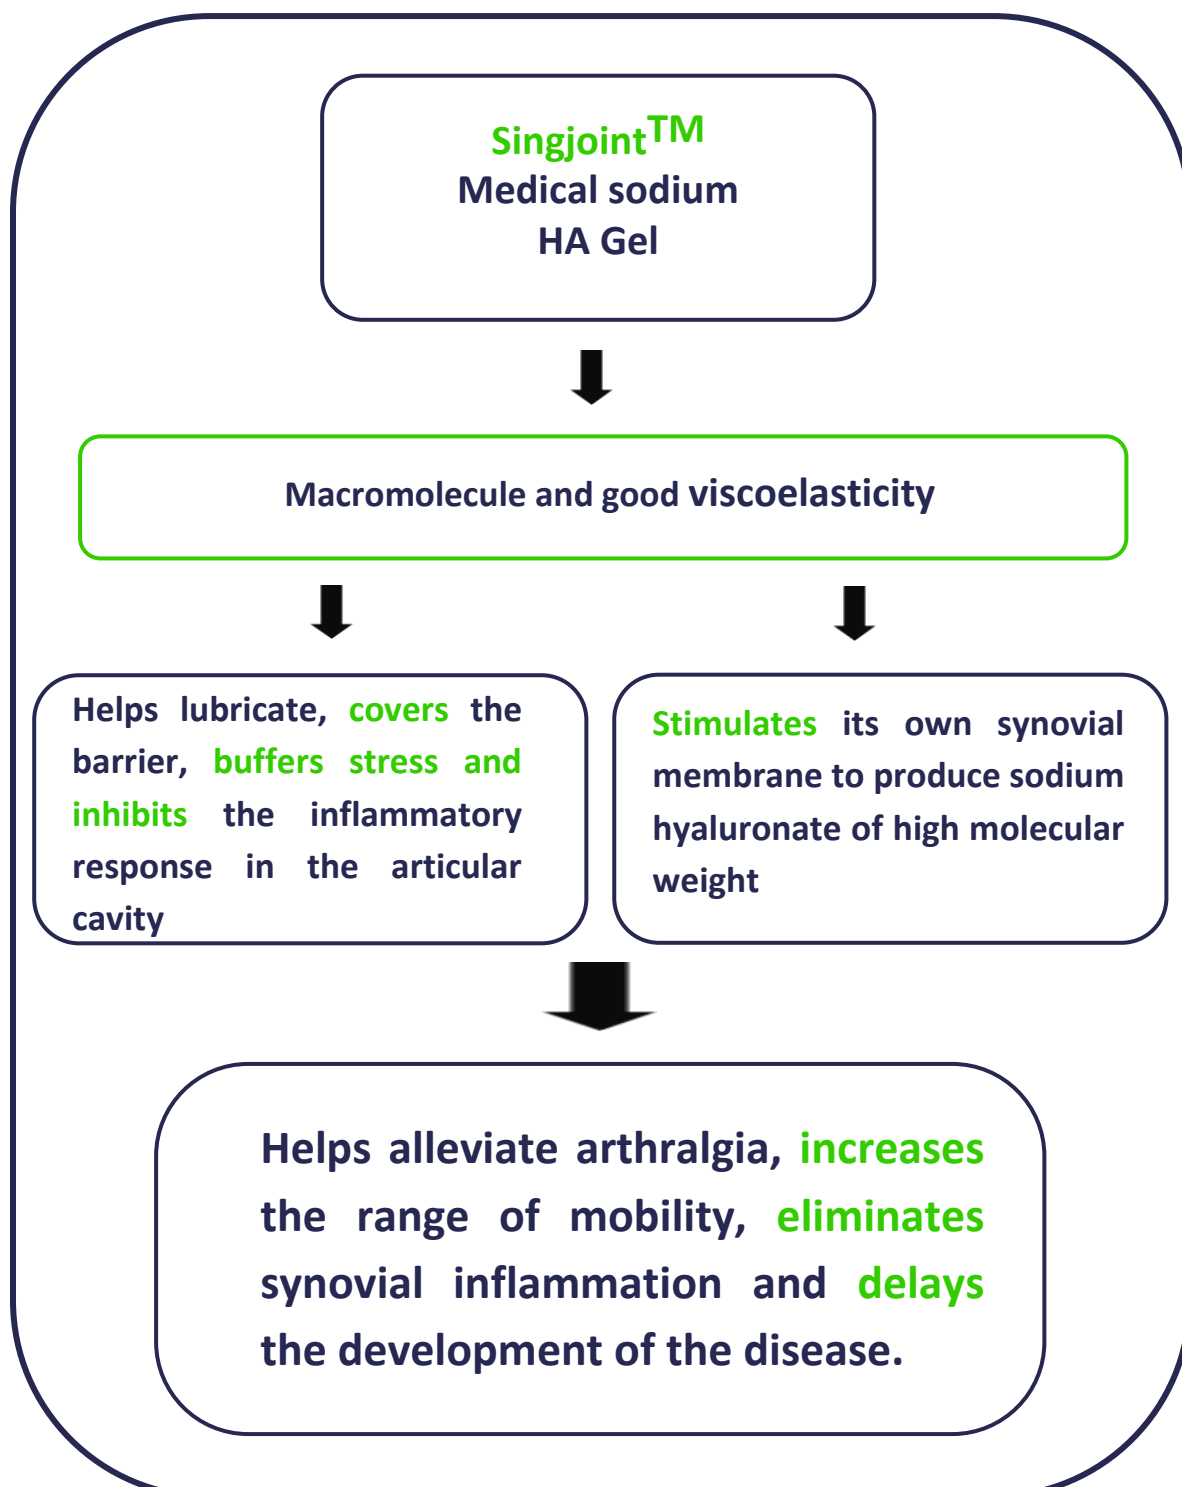 Singjoint™
Medical sodium
HA Gel
Macromolecule and good viscoelasticity
Helps lubricate, covers the
barrier, buffers stress and
inhibits the inflammatory
response in the articular
cavity
Stimulates its own synovial
membrane to produce sodium
hyaluronate of high molecular
weight
Helps alleviate arthralgia, increases
the range of mobility, eliminates
synovial inflammation and delays
the development of the disease.